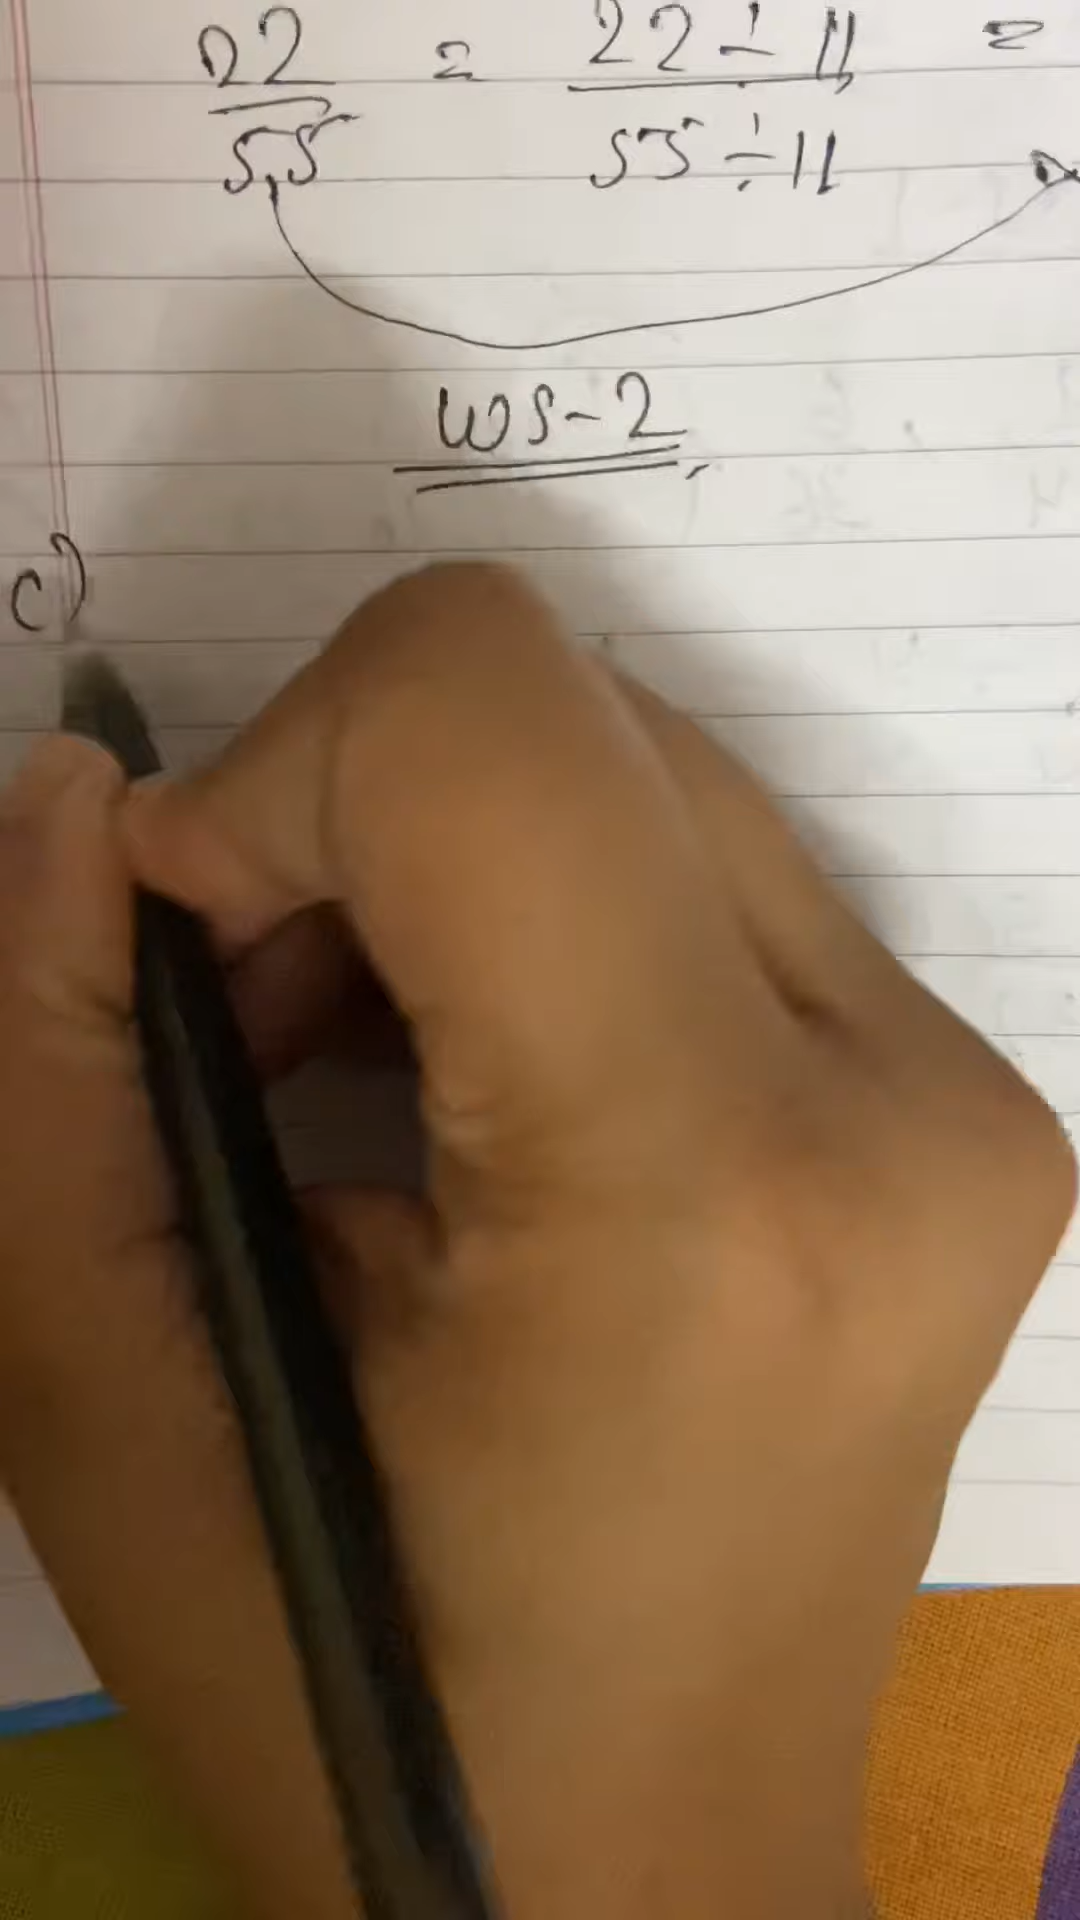 22/55 = 22÷11/55÷11 =
WS-2
c)